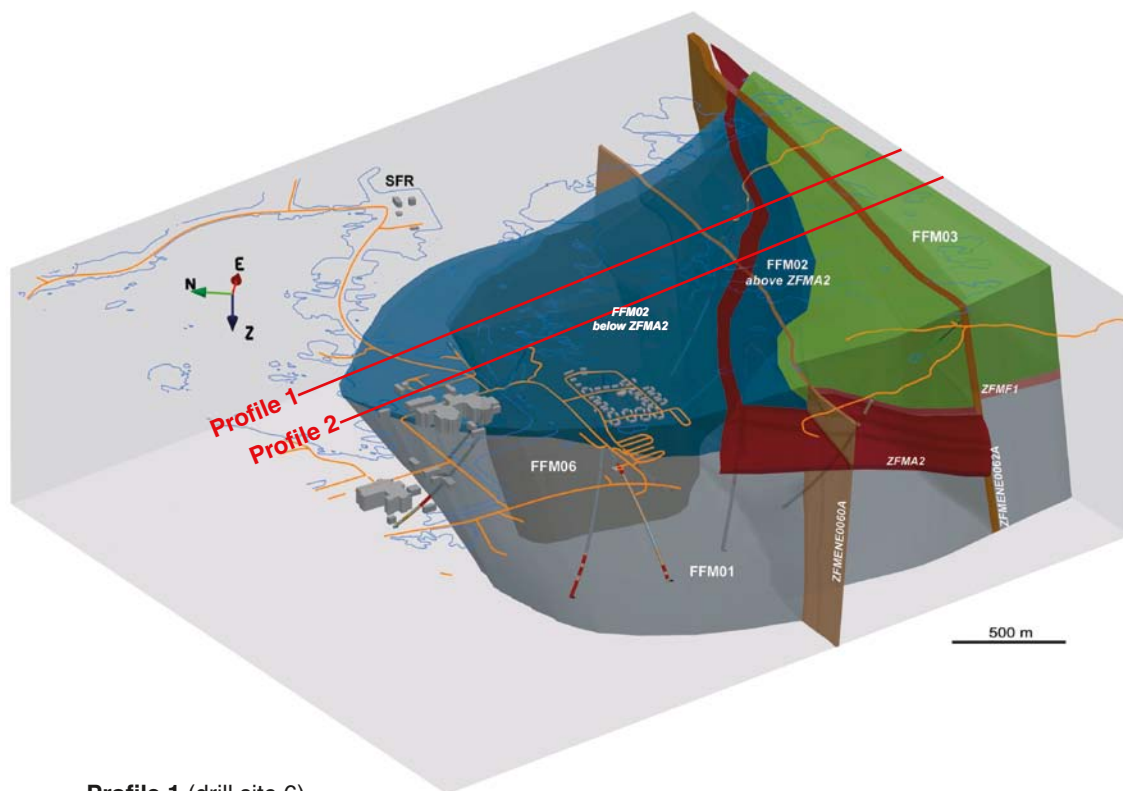 SFR
E
N
Z
FFM03
FFM02
above ZFMA2
FFM02
below ZFMA2
Profile 1
Profile 2
ZFMF1
FFM06
ZFMA2
ZFMENE0060A
ZFMENE0062A
FFM01
500 m
Profile 1 (drill site 6)